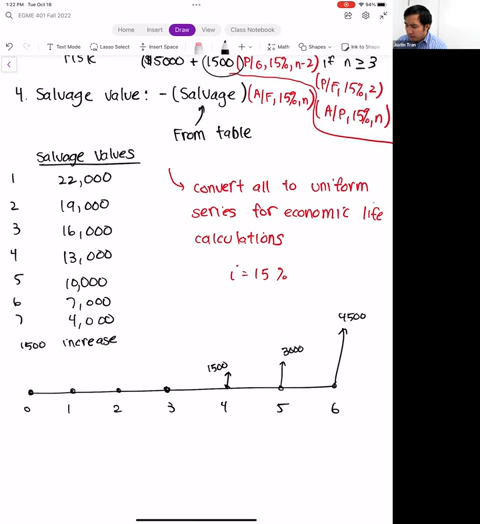 1:22 PM Tue Oct 18
94%
EGME 401 Fall 2022
Home Insert Draw View Class Notebook
Text Mode Lasso Select Insert Space Math Shapes Ink to Shape
Justin Tran
risk ($5000 + (1500)(P/G, 15%, n-2) if n ≥ 3
(P/F, 15%, 2)
4. Salvage value: - (Salvage)(A/F, 15%, n) (A/P, 15%, n)
From table
Salvage Values
1 22,000
2 19,000
3 16,000
4 13,000
5 10,000
6 7,000
7 4,000
1500 increase
convert all to uniform
series for economic life
calculations
i = 15 %
4500
3000
1500
0 1 2 3 4 5 6